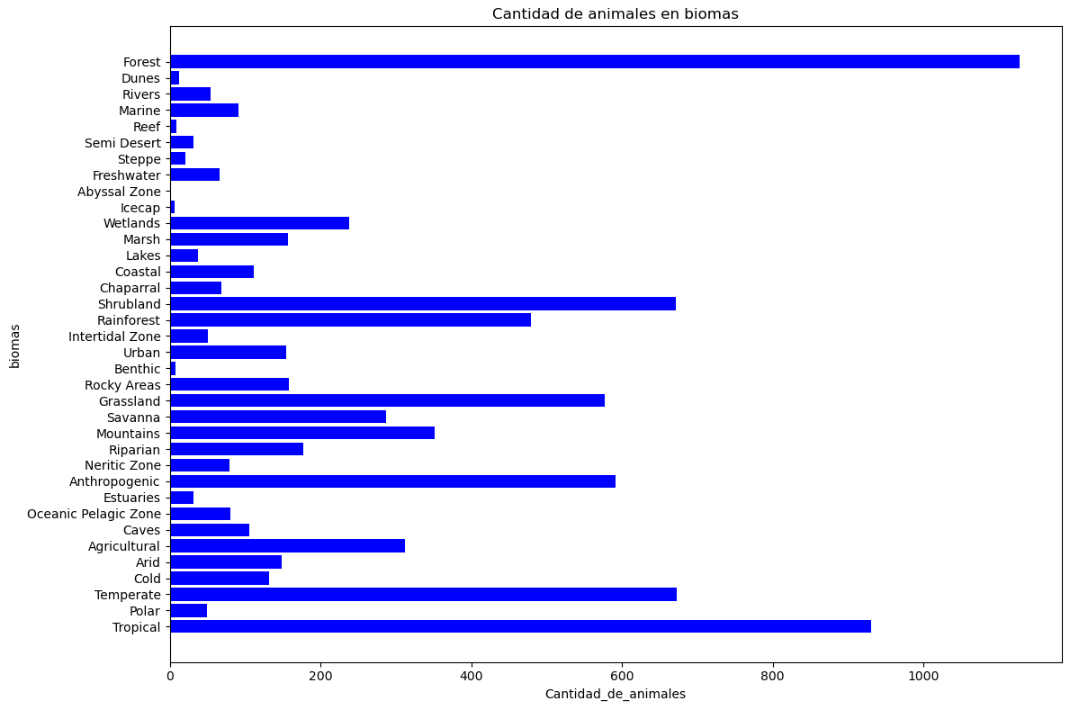 Cantidad de animales en biomas
Forest
Dunes
Rivers
Marine
Reef
Semi Desert
Steppe
Freshwater
Abyssal Zone
Icecap
Wetlands
Marsh
Lakes
Coastal
Chaparral
Shrubland
Rainforest
Intertidal Zone
Urban
Benthic
Rocky Areas
Grassland
Savanna
Mountains
Riparian
Neritic Zone
Anthropogenic
Estuaries
Oceanic Pelagic Zone
Caves
Agricultural
Arid
Cold
Temperate
Polar
Tropical
biomas
0 200 400 600 800 1000
Cantidad_de_animales